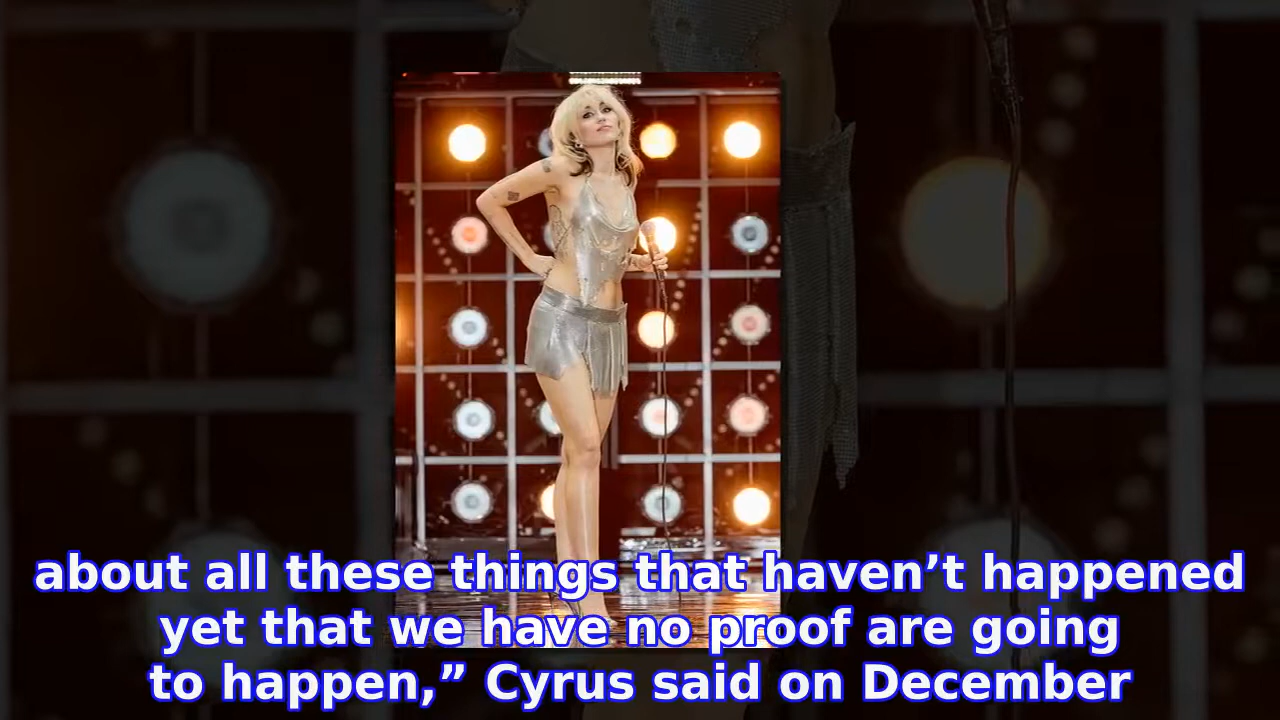 about all these things that haven’t happened
yet that we have no proof are going
to happen,” Cyrus said on December